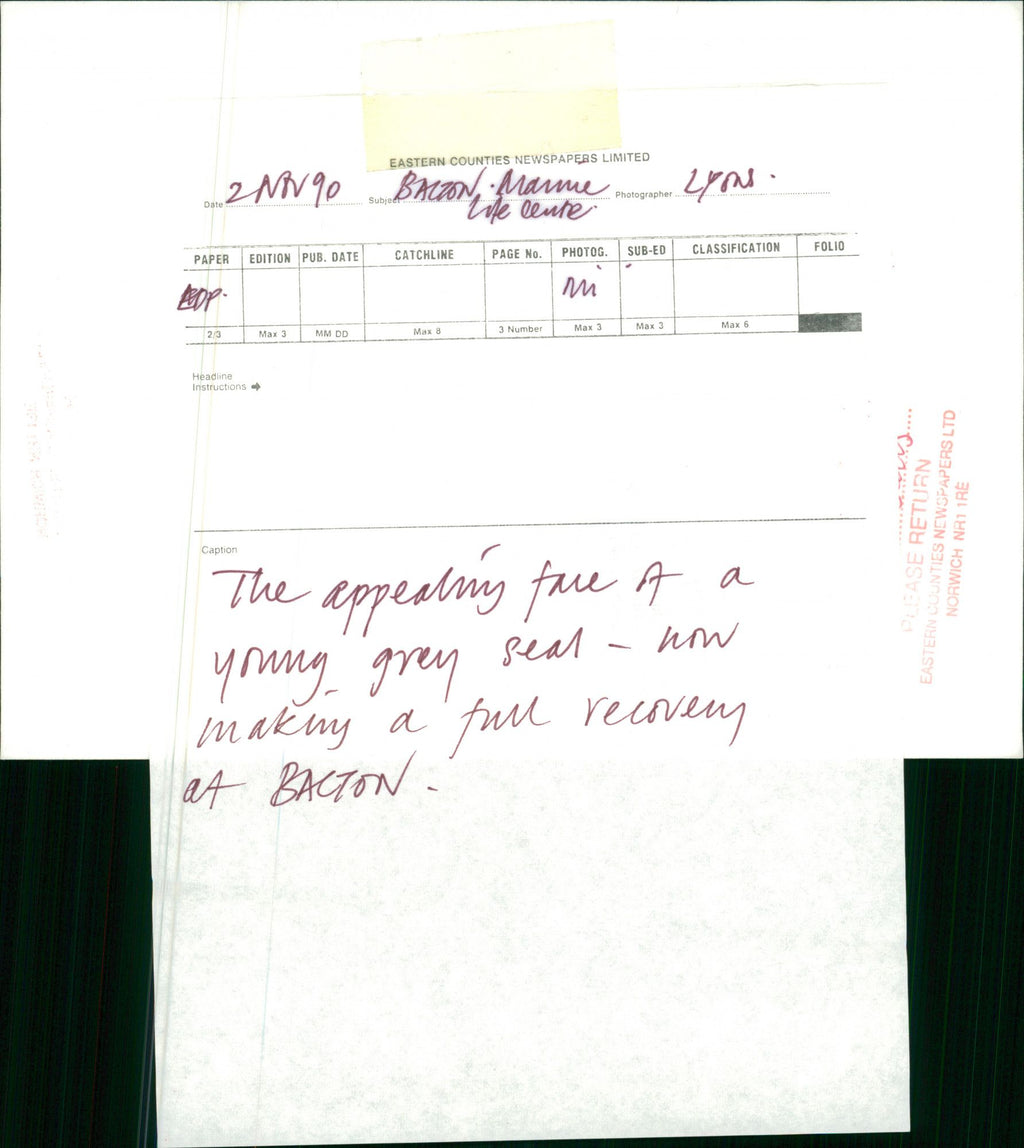 EASTERN COUNTIES NEWSPAPERS LIMITED
Date 2 NOV 90 Subject BACTON. Marine Photographer Lyons.
Life Centre.
PAPER EDITION PUB. DATE CATCHLINE PAGE No. PHOTOG. SUB-ED CLASSIFICATION FOLIO
EDP.
2/3 Max 3 MM DD Max 8 3 Number Max 3 Max 3 Max 6
Headline
Instructions
Caption
The appealing face of a
young grey seal – now
making a full recovery
at BACTON.
PLEASE RETURN
EASTERN COUNTIES NEWSPAPERS LTD
NORWICH NR1 1RE